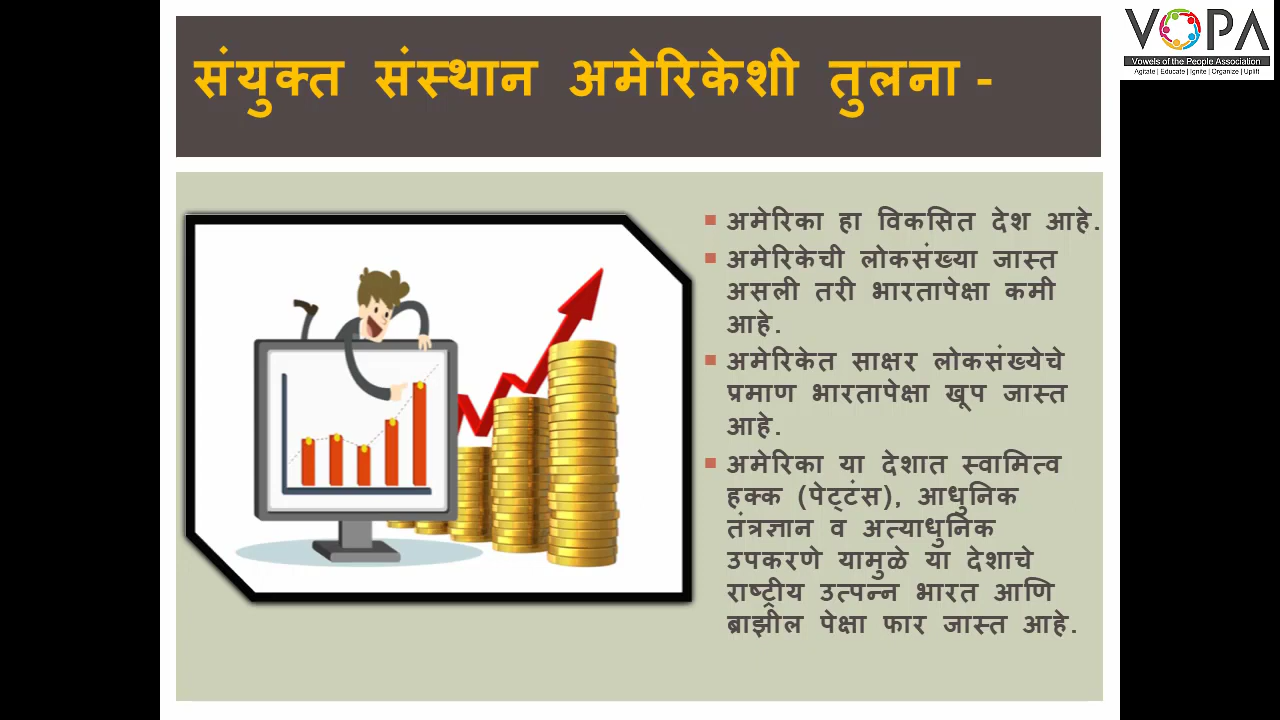 संयुक्त संस्थान अमेरिकेशी तुलना -
VOPA
Vowels of the People Association
Agitate | Educate | Ignite | Organize | Uplift
अमेरिका हा विकसित देश आहे.
अमेरिकेची लोकसंख्या जास्त
असली तरी भारतापेक्षा कमी
आहे.
अमेरिकेत साक्षर लोकसंख्येचे
प्रमाण भारतापेक्षा खूप जास्त
आहे.
अमेरिका या देशात स्वामित्व
हक्क (पेट्टंस), आधुनिक
तंत्रज्ञान व अत्याधुनिक
उपकरणे यामुळे या देशाचे
राष्ट्रीय उत्पन्न भारत आणि
ब्राझील पेक्षा फार जास्त आहे.